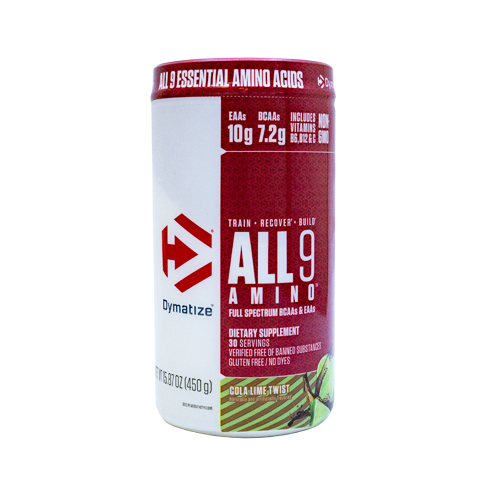 ALL 9 ESSENTIAL AMINO ACIDS
EAAs
10g
BCAAs
7.2g
INCLUDES
VITAMINS
B6, B12 & C
NON-
GMO
TRAIN • RECOVER • BUILD
ALL 9
AMINO
FULL SPECTRUM BCAAs & EAAs
Dymatize®
DIETARY SUPPLEMENT
30 SERVINGS
VERIFIED FREE OF BANNED SUBSTANCES
GLUTEN FREE / NO DYES
WT 15.87 OZ (450 g)
COLA LIME TWIST